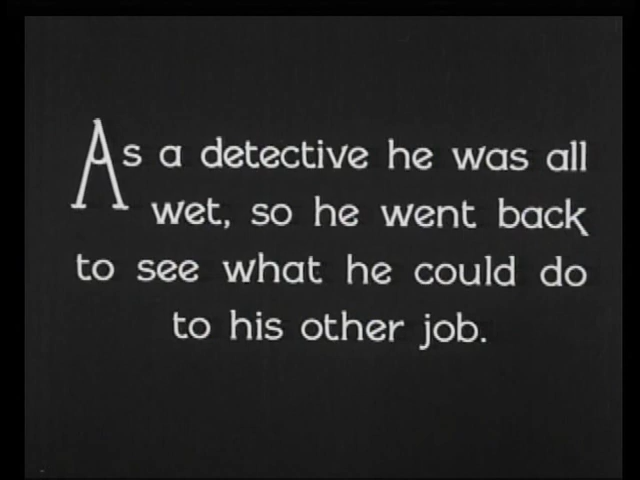 As a detective he was all
wet, so he went back
to see what he could do
to his other job.